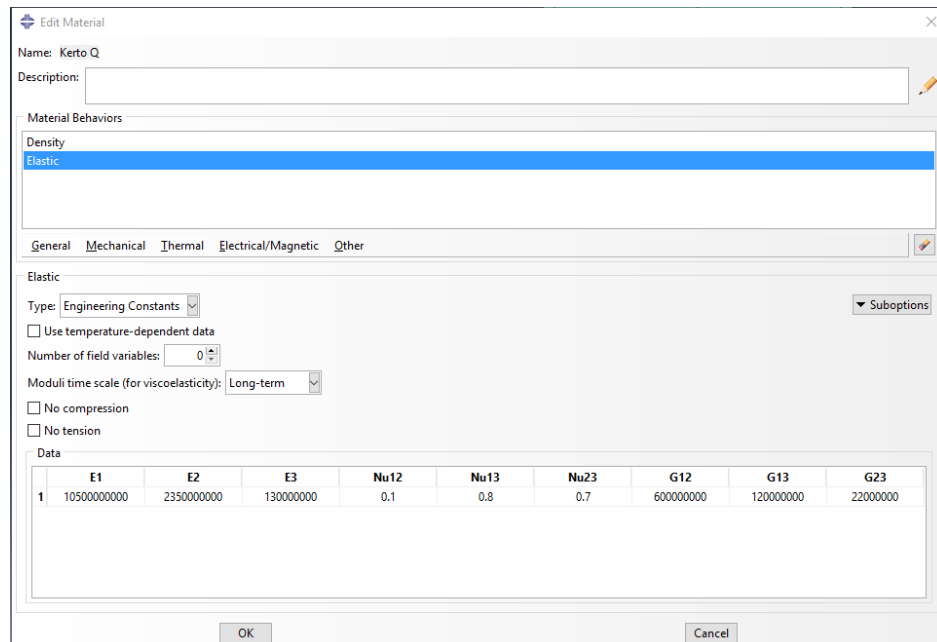 Edit Material
Name: Kerto Q
Description:
Material Behaviors
Density
Elastic
General Mechanical Thermal Electrical/Magnetic Other
Elastic
Type: Engineering Constants
Suboptions
Use temperature-dependent data
Number of field variables: 0
Moduli time scale (for viscoelasticity): Long-term
No compression
No tension
Data
E1 E2 E3 Nu12 Nu13 Nu23 G12 G13 G23
1 10500000000 2350000000 130000000 0.1 0.8 0.7 600000000 120000000 22000000
OK Cancel